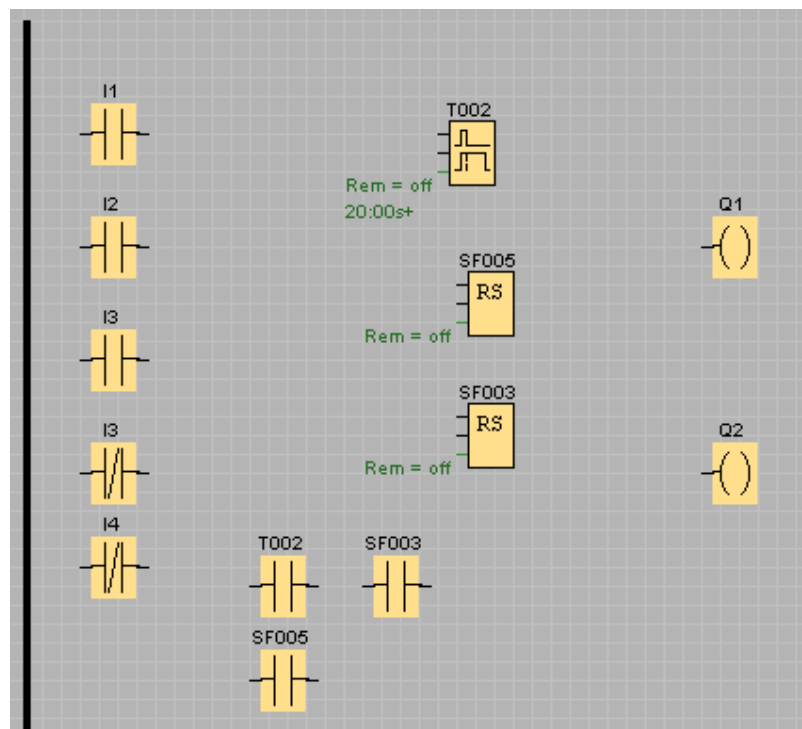 I1
T002
Rem = off
20:00s+
I2
Q1
SF005
RS
Rem = off
I3
SF003
RS
Rem = off
I3
Q2
I4
T002
SF003
SF005